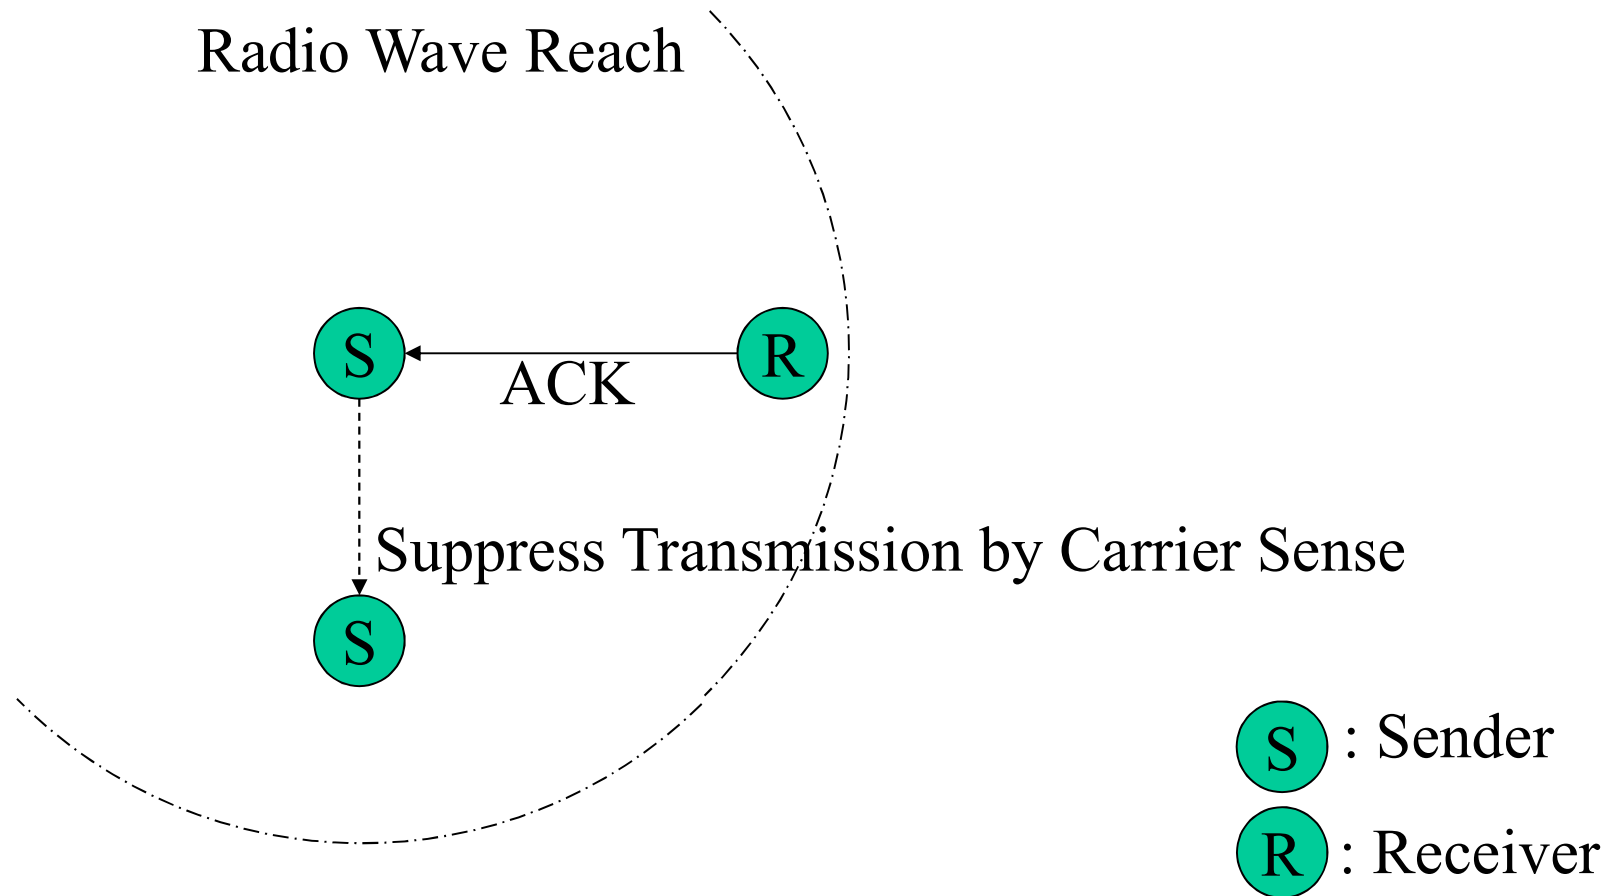 Radio Wave Reach
S
R
ACK
Suppress Transmission by Carrier Sense
S
S : Sender
R : Receiver